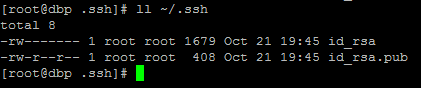 [root@dbp .ssh]# ll ~/.ssh
total 8
-rw------- 1 root root 1679 Oct 21 19:45 id_rsa
-rw-r--r-- 1 root root  408 Oct 21 19:45 id_rsa.pub
[root@dbp .ssh]#